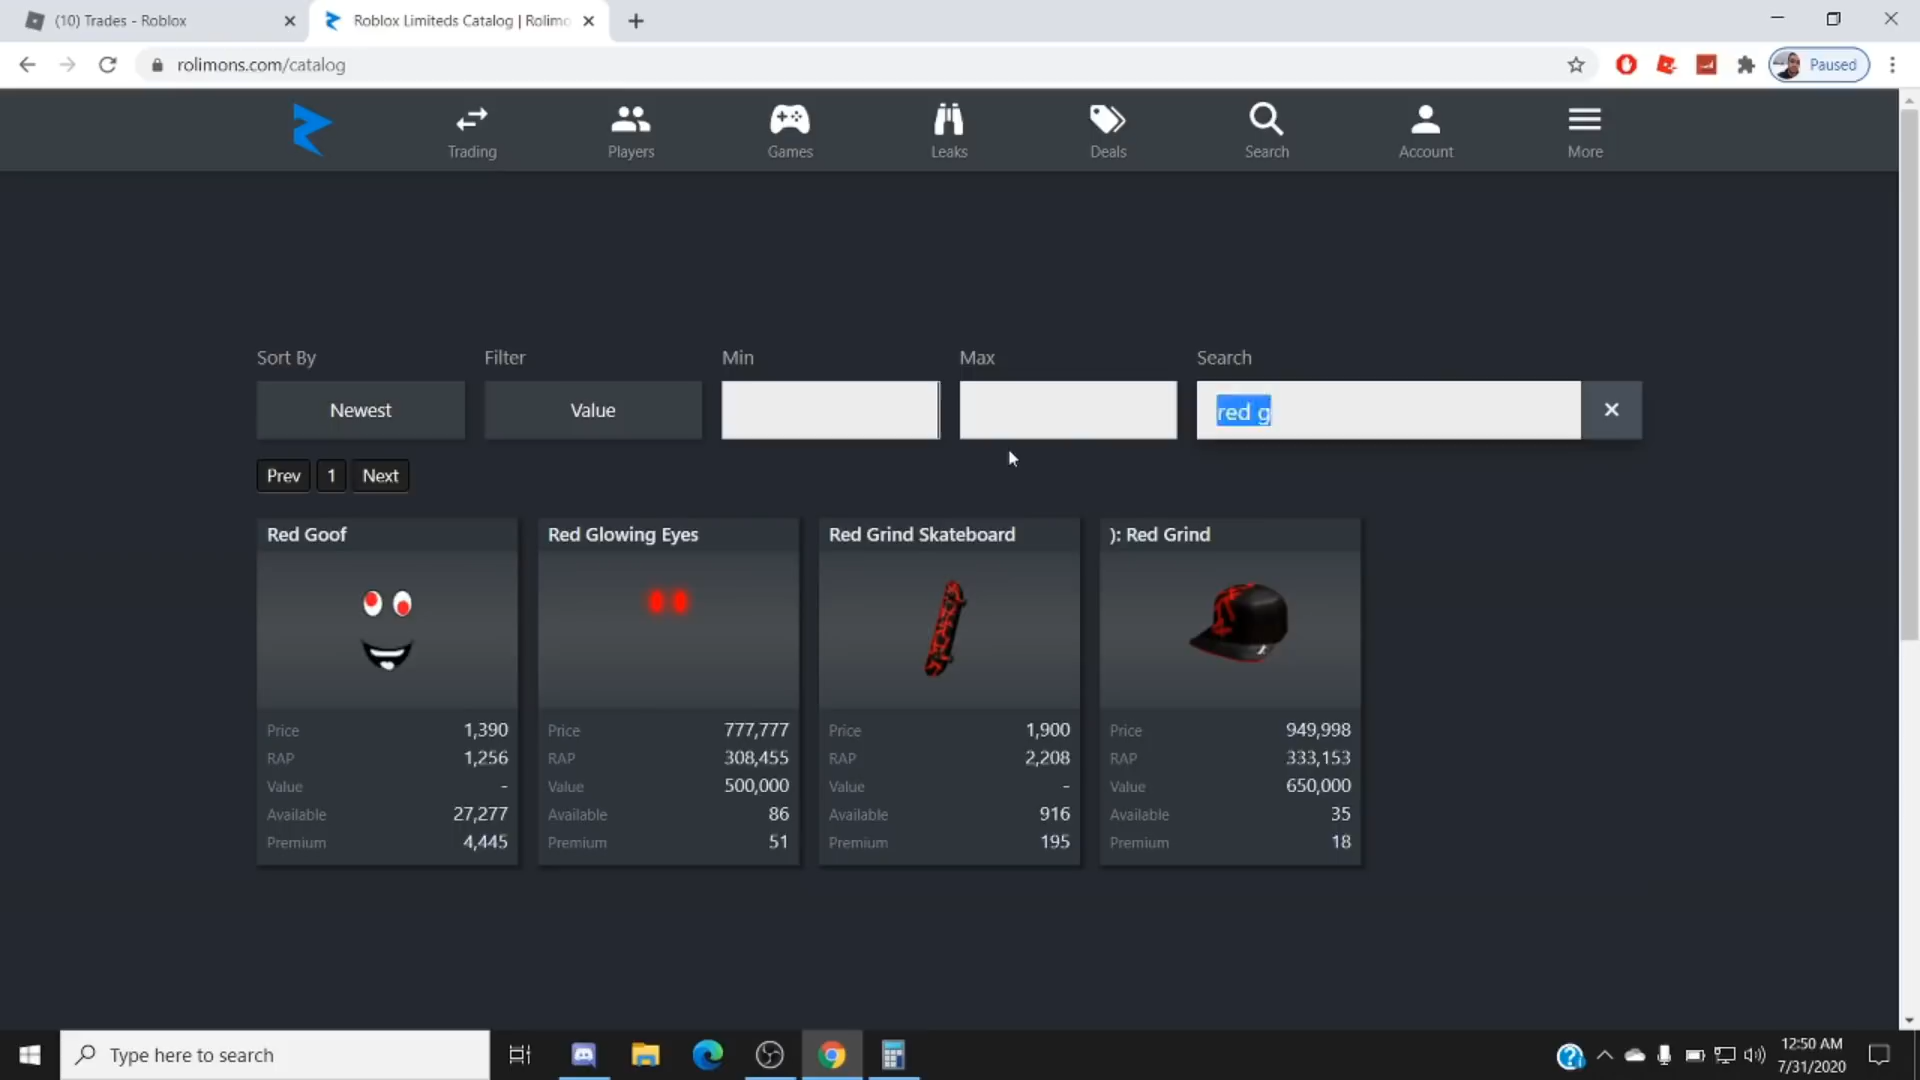 (10) Trades - Roblox
Roblox Limiteds Catalog | Rolimo
rolimons.com/catalog
Paused
Trading
Players
Games
Leaks
Deals
Search
Account
More
Sort By
Filter
Min
Max
Search
Newest
Value
red g
Prev
1
Next
Red Goof
Price 1,390
RAP 1,256
Value -
Available 27,277
Premium 4,445
Red Glowing Eyes
Price 777,777
RAP 308,455
Value 500,000
Available 86
Premium 51
Red Grind Skateboard
Price 1,900
RAP 2,208
Value -
Available 916
Premium 195
): Red Grind
Price 949,998
RAP 333,153
Value 650,000
Available 35
Premium 18
Type here to search
12:50 AM
7/31/2020